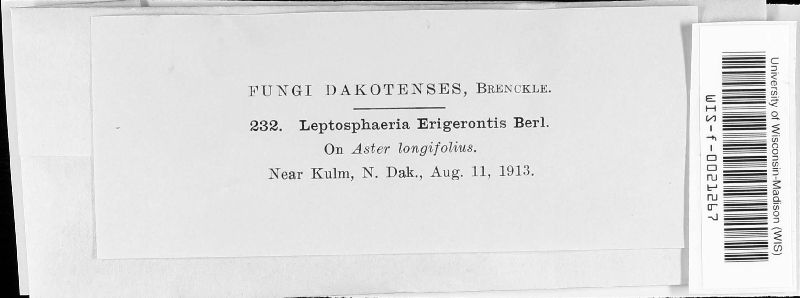 FUNGI DAKOTENSES, BRENCKLE.
232. Leptosphaeria Erigerontis Berl.
On Aster longifolius.
Near Kulm, N. Dak., Aug. 11, 1913.
University of Wisconsin-Madison (WIS)
WIS-f-0021267